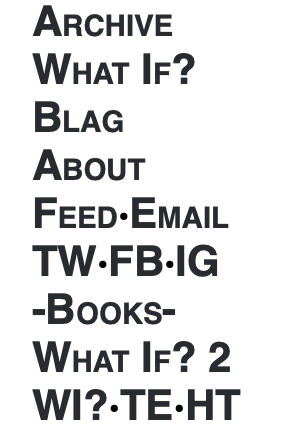 Archive
What If?
Blag
About
Feed·Email
TW·FB·IG
-Books-
What If? 2
WI?·TE·HT